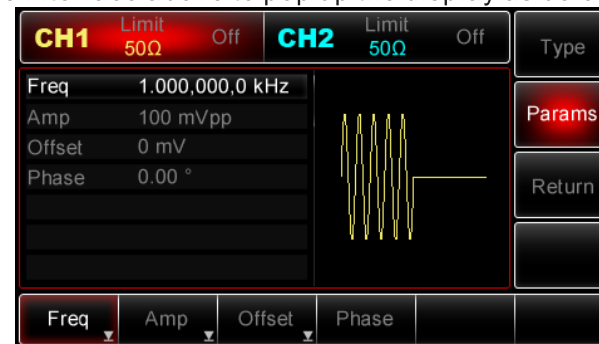 CH1 Limit 50Ω Off CH2 Limit 50Ω Off
Type
Freq 1.000,000,0 kHz
Amp 100 mVpp
Params
Offset 0 mV
Phase 0.00 °
Return
Freq Amp Offset Phase